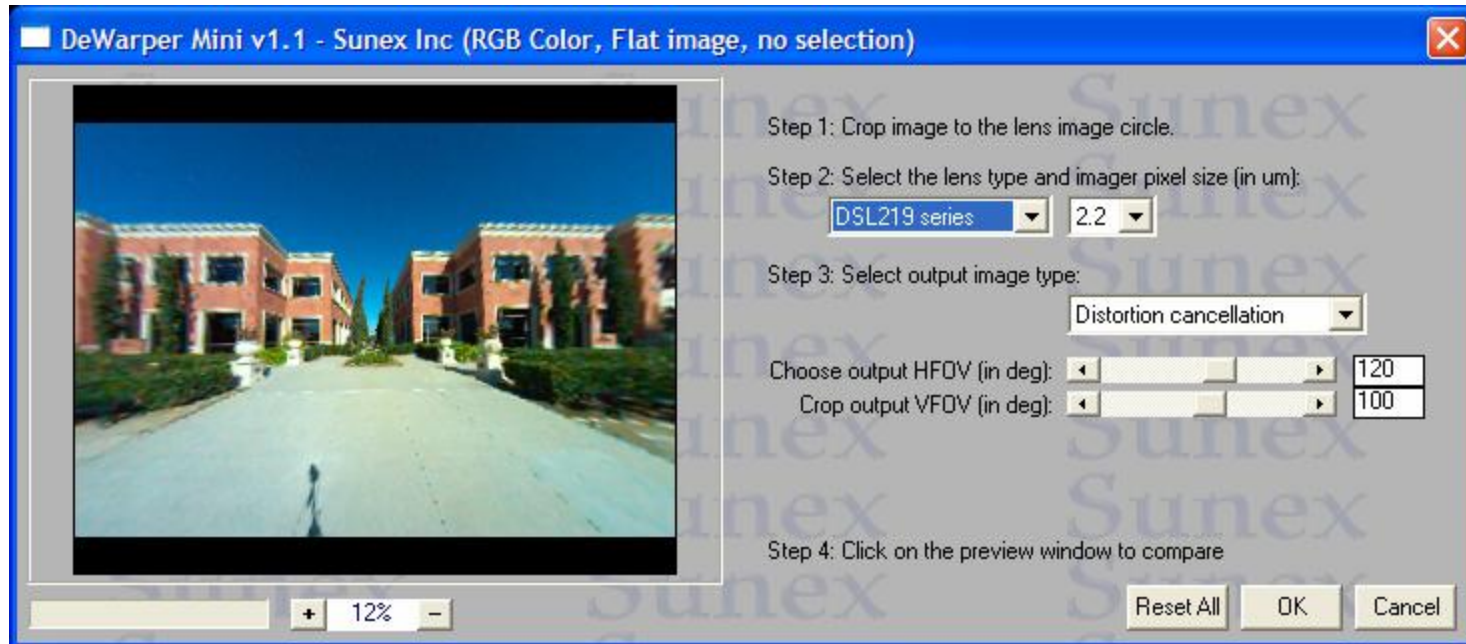 DeWarper Mini v1.1 - Sunex Inc (RGB Color, Flat image, no selection)
Step 1: Crop image to the lens image circle.
Step 2: Select the lens type and imager pixel size (in um):
DSL219 series 2.2
Step 3: Select output image type:
Distortion cancellation
Choose output HFOV (in deg): 120
Crop output VFOV (in deg): 100
Step 4: Click on the preview window to compare
+ 12% –
Reset All OK Cancel
Sunex